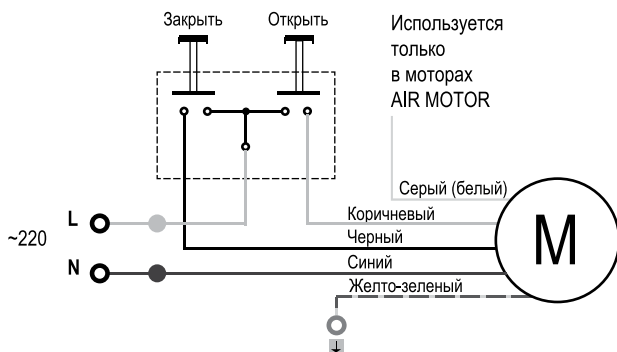 Закрыть
Открыть
Используется
только
в моторах
AIR MOTOR
Серый (белый)
L
Коричневый
~220
Черный
M
N
Синий
Желто-зеленый